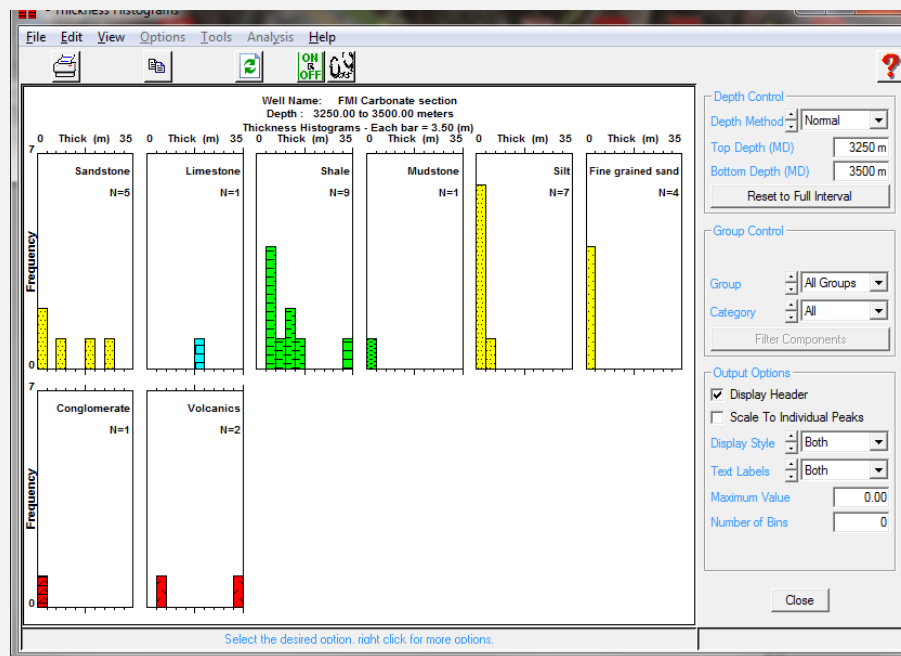 - Thickness Histograms
File Edit View Options Tools Analysis Help
ON & OFF
?
Well Name: FMI Carbonate section
Depth : 3250.00 to 3500.00 meters
Thickness Histograms - Each bar = 3.50 (m)
0 Thick (m) 35 0 Thick (m) 35 0 Thick (m) 35 0 Thick (m) 35 0 Thick (m) 35 0 Thick (m) 35
7
Sandstone Limestone Shale Mudstone Silt Fine grained sand
N=5 N=1 N=9 N=1 N=7 N=4
Frequency
0
7
Conglomerate Volcanics
N=1 N=2
Frequency
0
Depth Control
Depth Method Normal
Top Depth (MD) 3250 m
Bottom Depth (MD) 3500 m
Reset to Full Interval
Group Control
Group All Groups
Category All
Filter Components
Output Options
Display Header
Scale To Individual Peaks
Display Style Both
Text Labels Both
Maximum Value 0.00
Number of Bins 0
Close
Select the desired option, right click for more options.